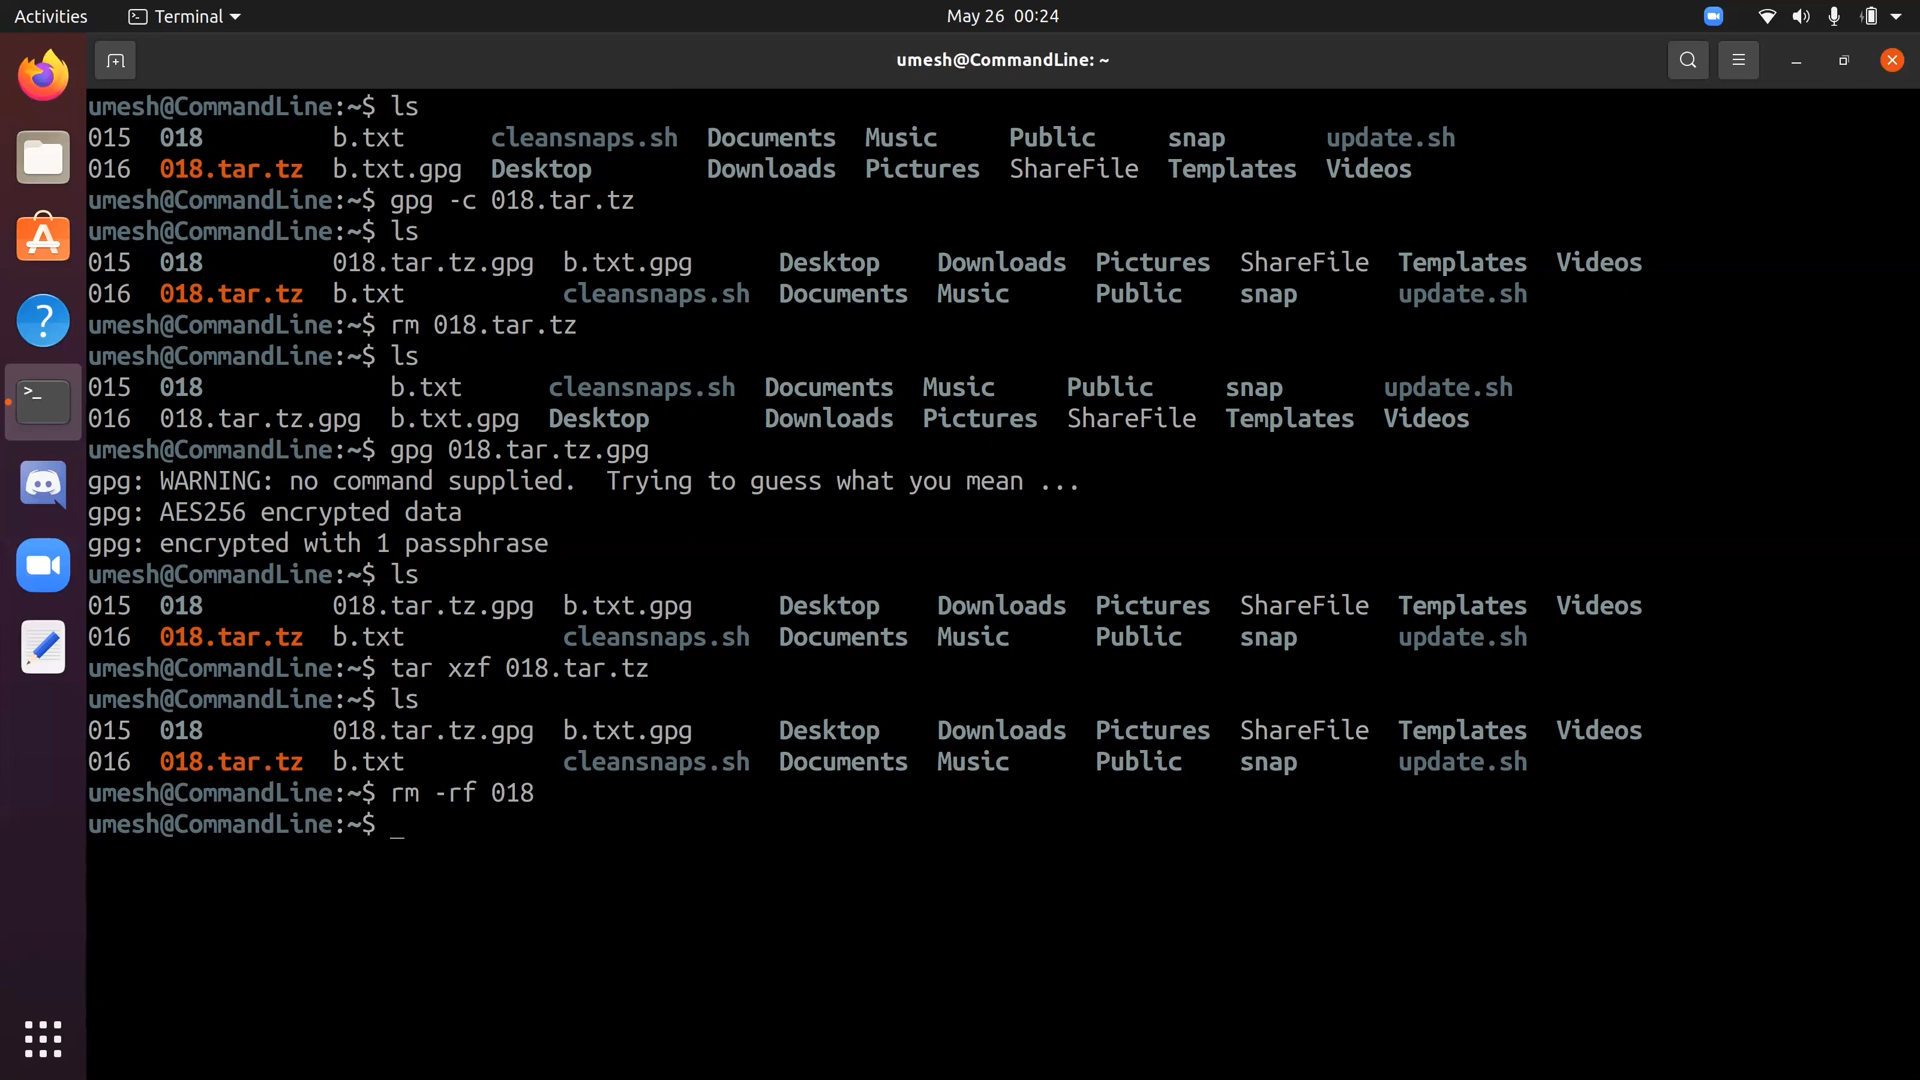 Activities Terminal May 26 00:24
umesh@CommandLine: ~
umesh@CommandLine:~$ ls
015 018 b.txt cleansnaps.sh Documents Music Public snap update.sh
016 018.tar.tz b.txt.gpg Desktop Downloads Pictures ShareFile Templates Videos
umesh@CommandLine:~$ gpg -c 018.tar.tz
umesh@CommandLine:~$ ls
015 018 018.tar.tz.gpg b.txt.gpg Desktop Downloads Pictures ShareFile Templates Videos
016 018.tar.tz b.txt cleansnaps.sh Documents Music Public snap update.sh
umesh@CommandLine:~$ rm 018.tar.tz
umesh@CommandLine:~$ ls
015 018 b.txt cleansnaps.sh Documents Music Public snap update.sh
016 018.tar.tz.gpg b.txt.gpg Desktop Downloads Pictures ShareFile Templates Videos
umesh@CommandLine:~$ gpg 018.tar.tz.gpg
gpg: WARNING: no command supplied.  Trying to guess what you mean ...
gpg: AES256 encrypted data
gpg: encrypted with 1 passphrase
umesh@CommandLine:~$ ls
015 018 018.tar.tz.gpg b.txt.gpg Desktop Downloads Pictures ShareFile Templates Videos
016 018.tar.tz b.txt cleansnaps.sh Documents Music Public snap update.sh
umesh@CommandLine:~$ tar xzf 018.tar.tz
umesh@CommandLine:~$ ls
015 018 018.tar.tz.gpg b.txt.gpg Desktop Downloads Pictures ShareFile Templates Videos
016 018.tar.tz b.txt cleansnaps.sh Documents Music Public snap update.sh
umesh@CommandLine:~$ rm -rf 018
umesh@CommandLine:~$ _